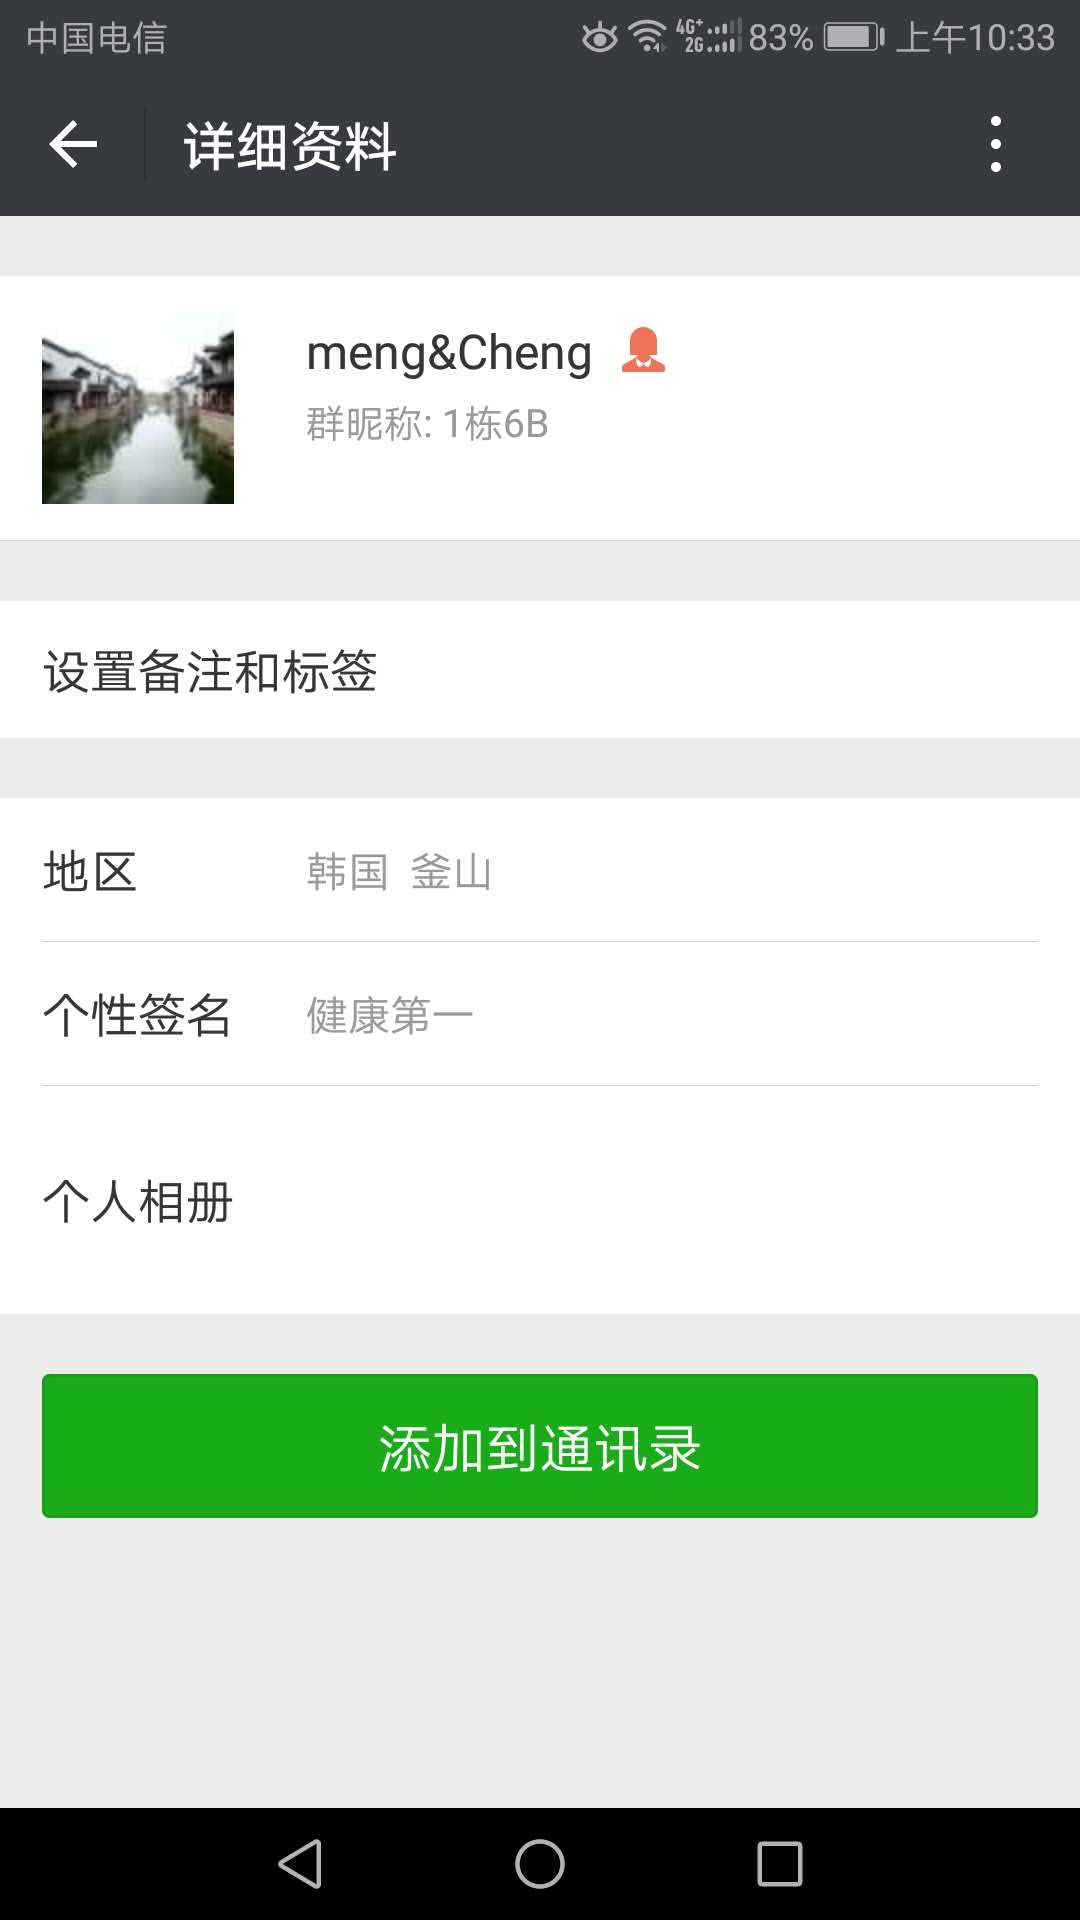 中国电信 4G+ 2G 83% 上午10:33
详细资料
meng&Cheng
群昵称: 1栋6B
设置备注和标签
地区 韩国 釜山
个性签名 健康第一
个人相册
添加到通讯录